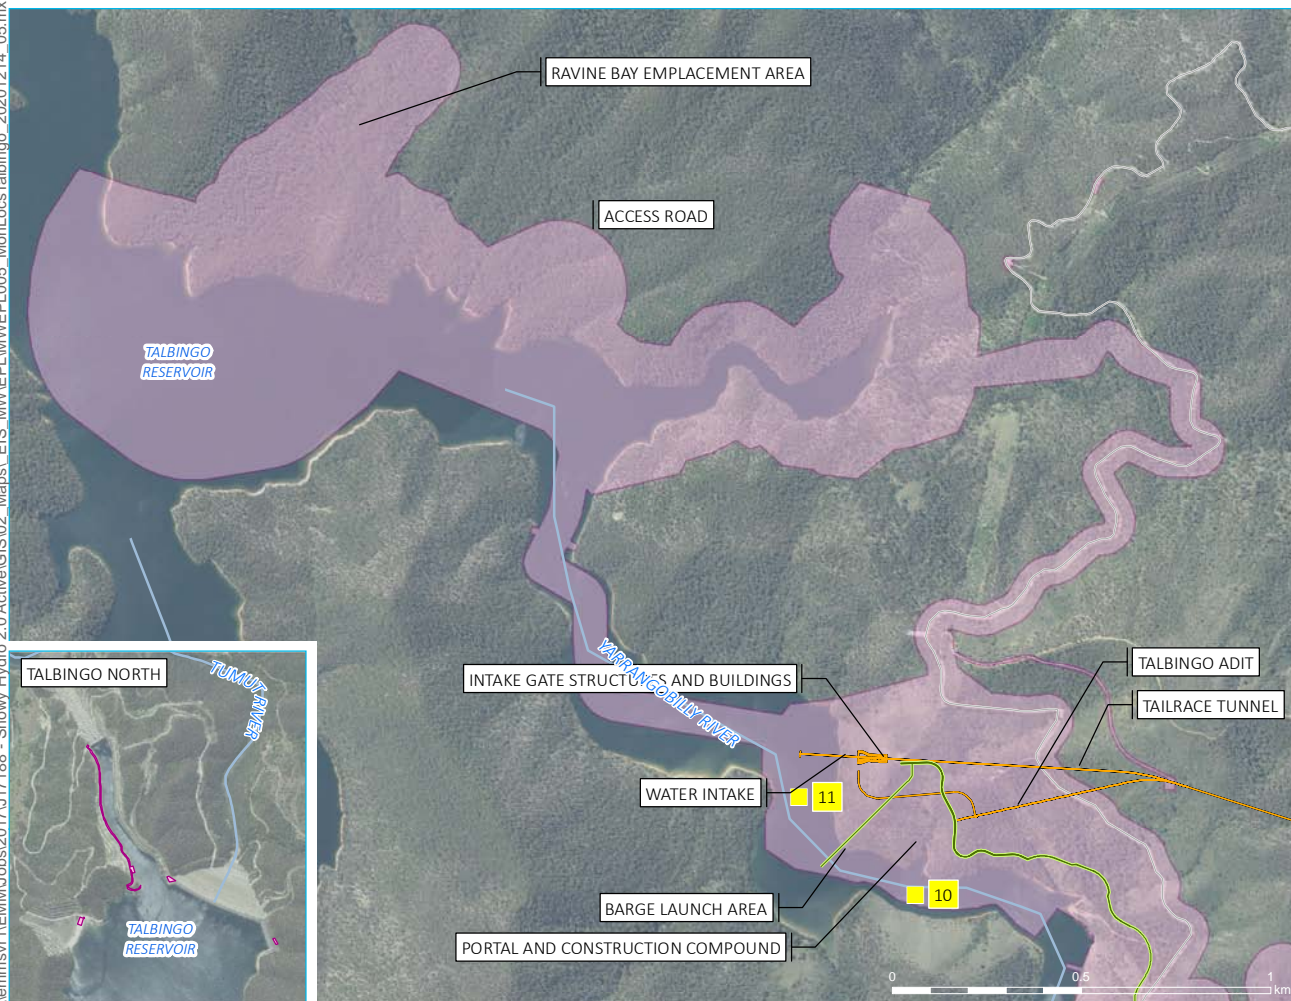 RAVINE BAY EMPLACEMENT AREA
ACCESS ROAD
TALBINGO
RESERVOIR
TALBINGO NORTH
TUMUT RIVER
TALBINGO
RESERVOIR
YARRANGOBILLY RIVER
INTAKE GATE STRUCTURES AND BUILDINGS
TALBINGO ADIT
TAILRACE TUNNEL
WATER INTAKE
11
BARGE LAUNCH AREA
10
PORTAL AND CONSTRUCTION COMPOUND
0 0.5 1
km